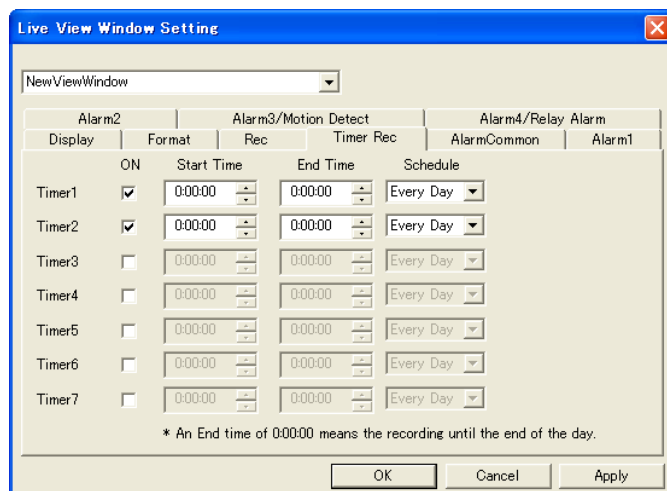 Live View Window Setting
NewViewWindow
Alarm2 Alarm3/Motion Detect Alarm4/Relay Alarm
Display Format Rec Timer Rec AlarmCommon Alarm1
ON Start Time End Time Schedule
Timer1 0:00:00 0:00:00 Every Day
Timer2 0:00:00 0:00:00 Every Day
Timer3 0:00:00 0:00:00 Every Day
Timer4 0:00:00 0:00:00 Every Day
Timer5 0:00:00 0:00:00 Every Day
Timer6 0:00:00 0:00:00 Every Day
Timer7 0:00:00 0:00:00 Every Day
* An End time of 0:00:00 means the recording until the end of the day.
OK Cancel Apply